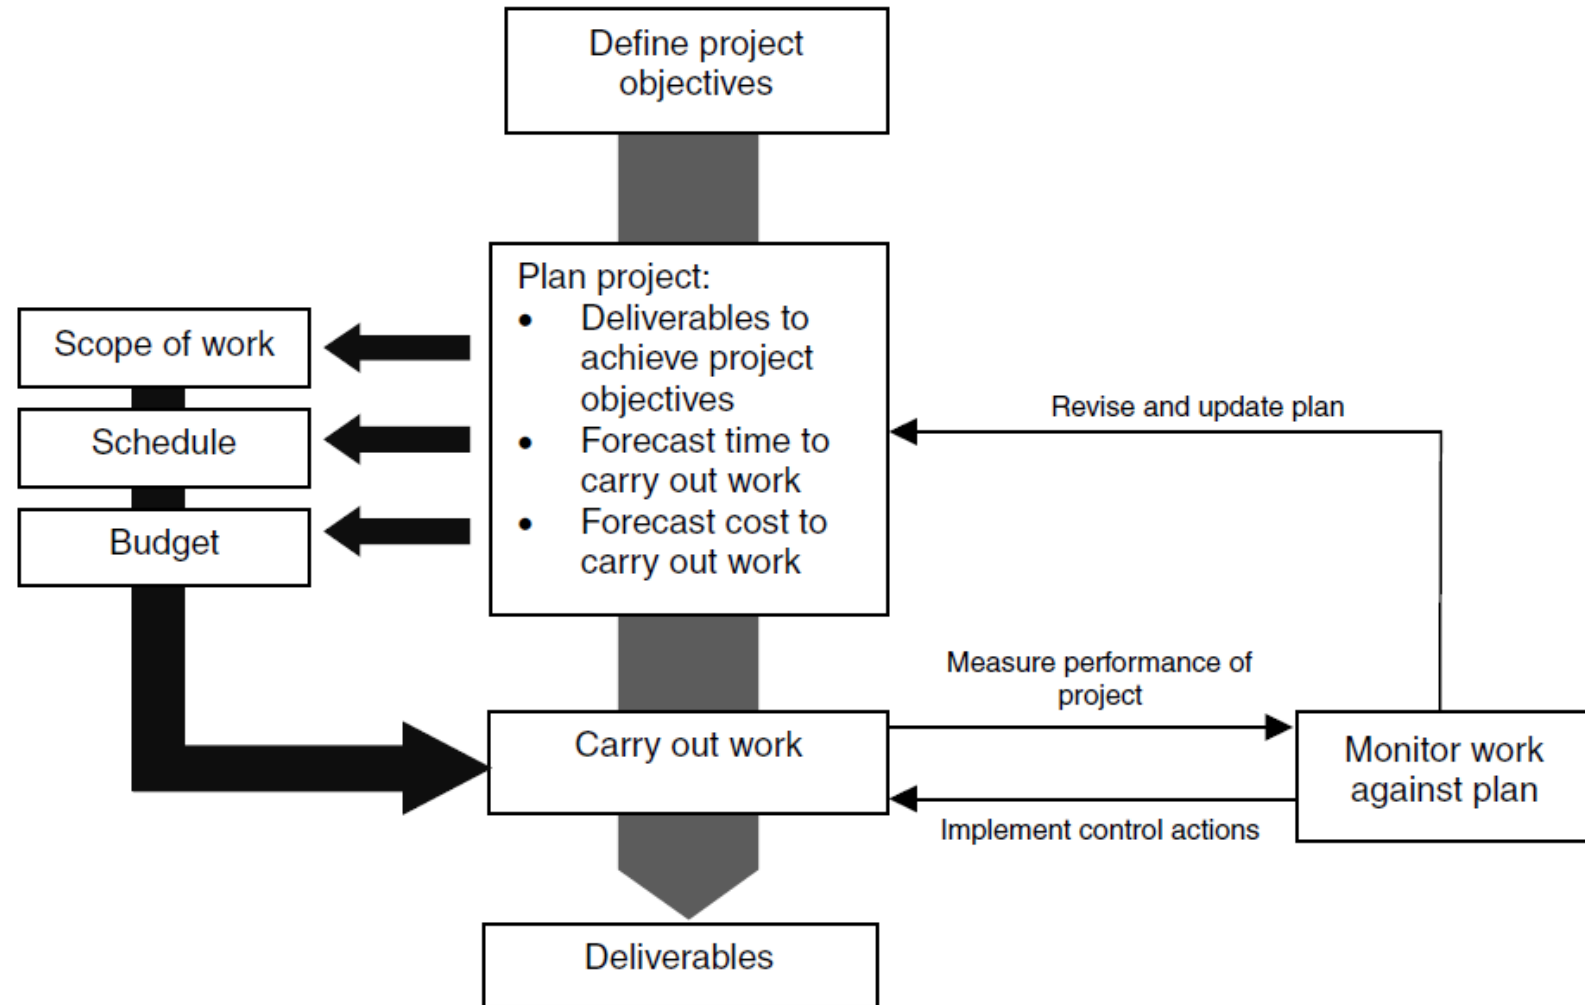 Define project
objectives
Plan project:
• Deliverables to
achieve project
objectives
• Forecast time to
carry out work
• Forecast cost to
carry out work
Scope of work
Schedule
Budget
Revise and update plan
Measure performance of
project
Carry out work
Monitor work
against plan
Implement control actions
Deliverables